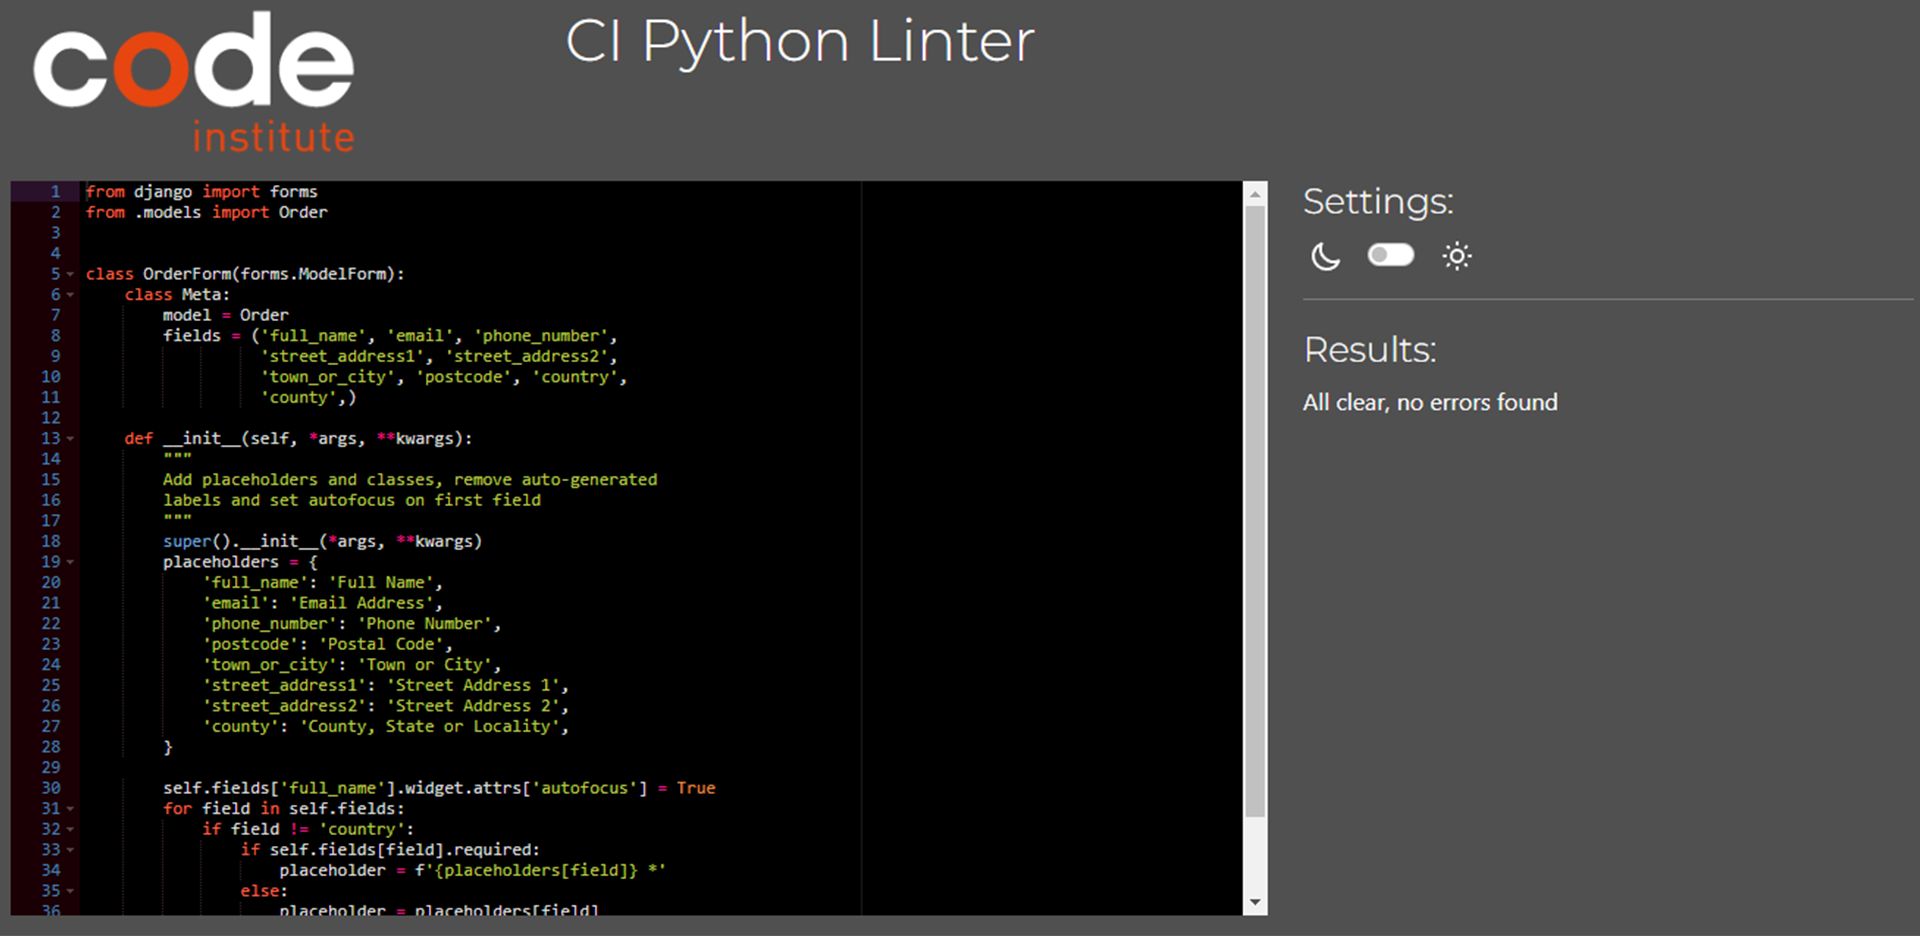 code
institute
CI Python Linter
1 from django import forms
2 from .models import Order
3
4
5 class OrderForm(forms.ModelForm):
6     class Meta:
7         model = Order
8         fields = ('full_name', 'email', 'phone_number',
9                   'street_address1', 'street_address2',
10                   'town_or_city', 'postcode', 'country',
11                   'county',)
12
13     def __init__(self, *args, **kwargs):
14         """
15         Add placeholders and classes, remove auto-generated
16         labels and set autofocus on first field
17         """
18         super().__init__(*args, **kwargs)
19         placeholders = {
20             'full_name': 'Full Name',
21             'email': 'Email Address',
22             'phone_number': 'Phone Number',
23             'postcode': 'Postal Code',
24             'town_or_city': 'Town or City',
25             'street_address1': 'Street Address 1',
26             'street_address2': 'Street Address 2',
27             'county': 'County, State or Locality',
28         }
29
30         self.fields['full_name'].widget.attrs['autofocus'] = True
31         for field in self.fields:
32             if field != 'country':
33                 if self.fields[field].required:
34                     placeholder = f'{placeholders[field]} *'
35                 else:
36                     placeholder = placeholders[field]
Settings:
Results:
All clear, no errors found